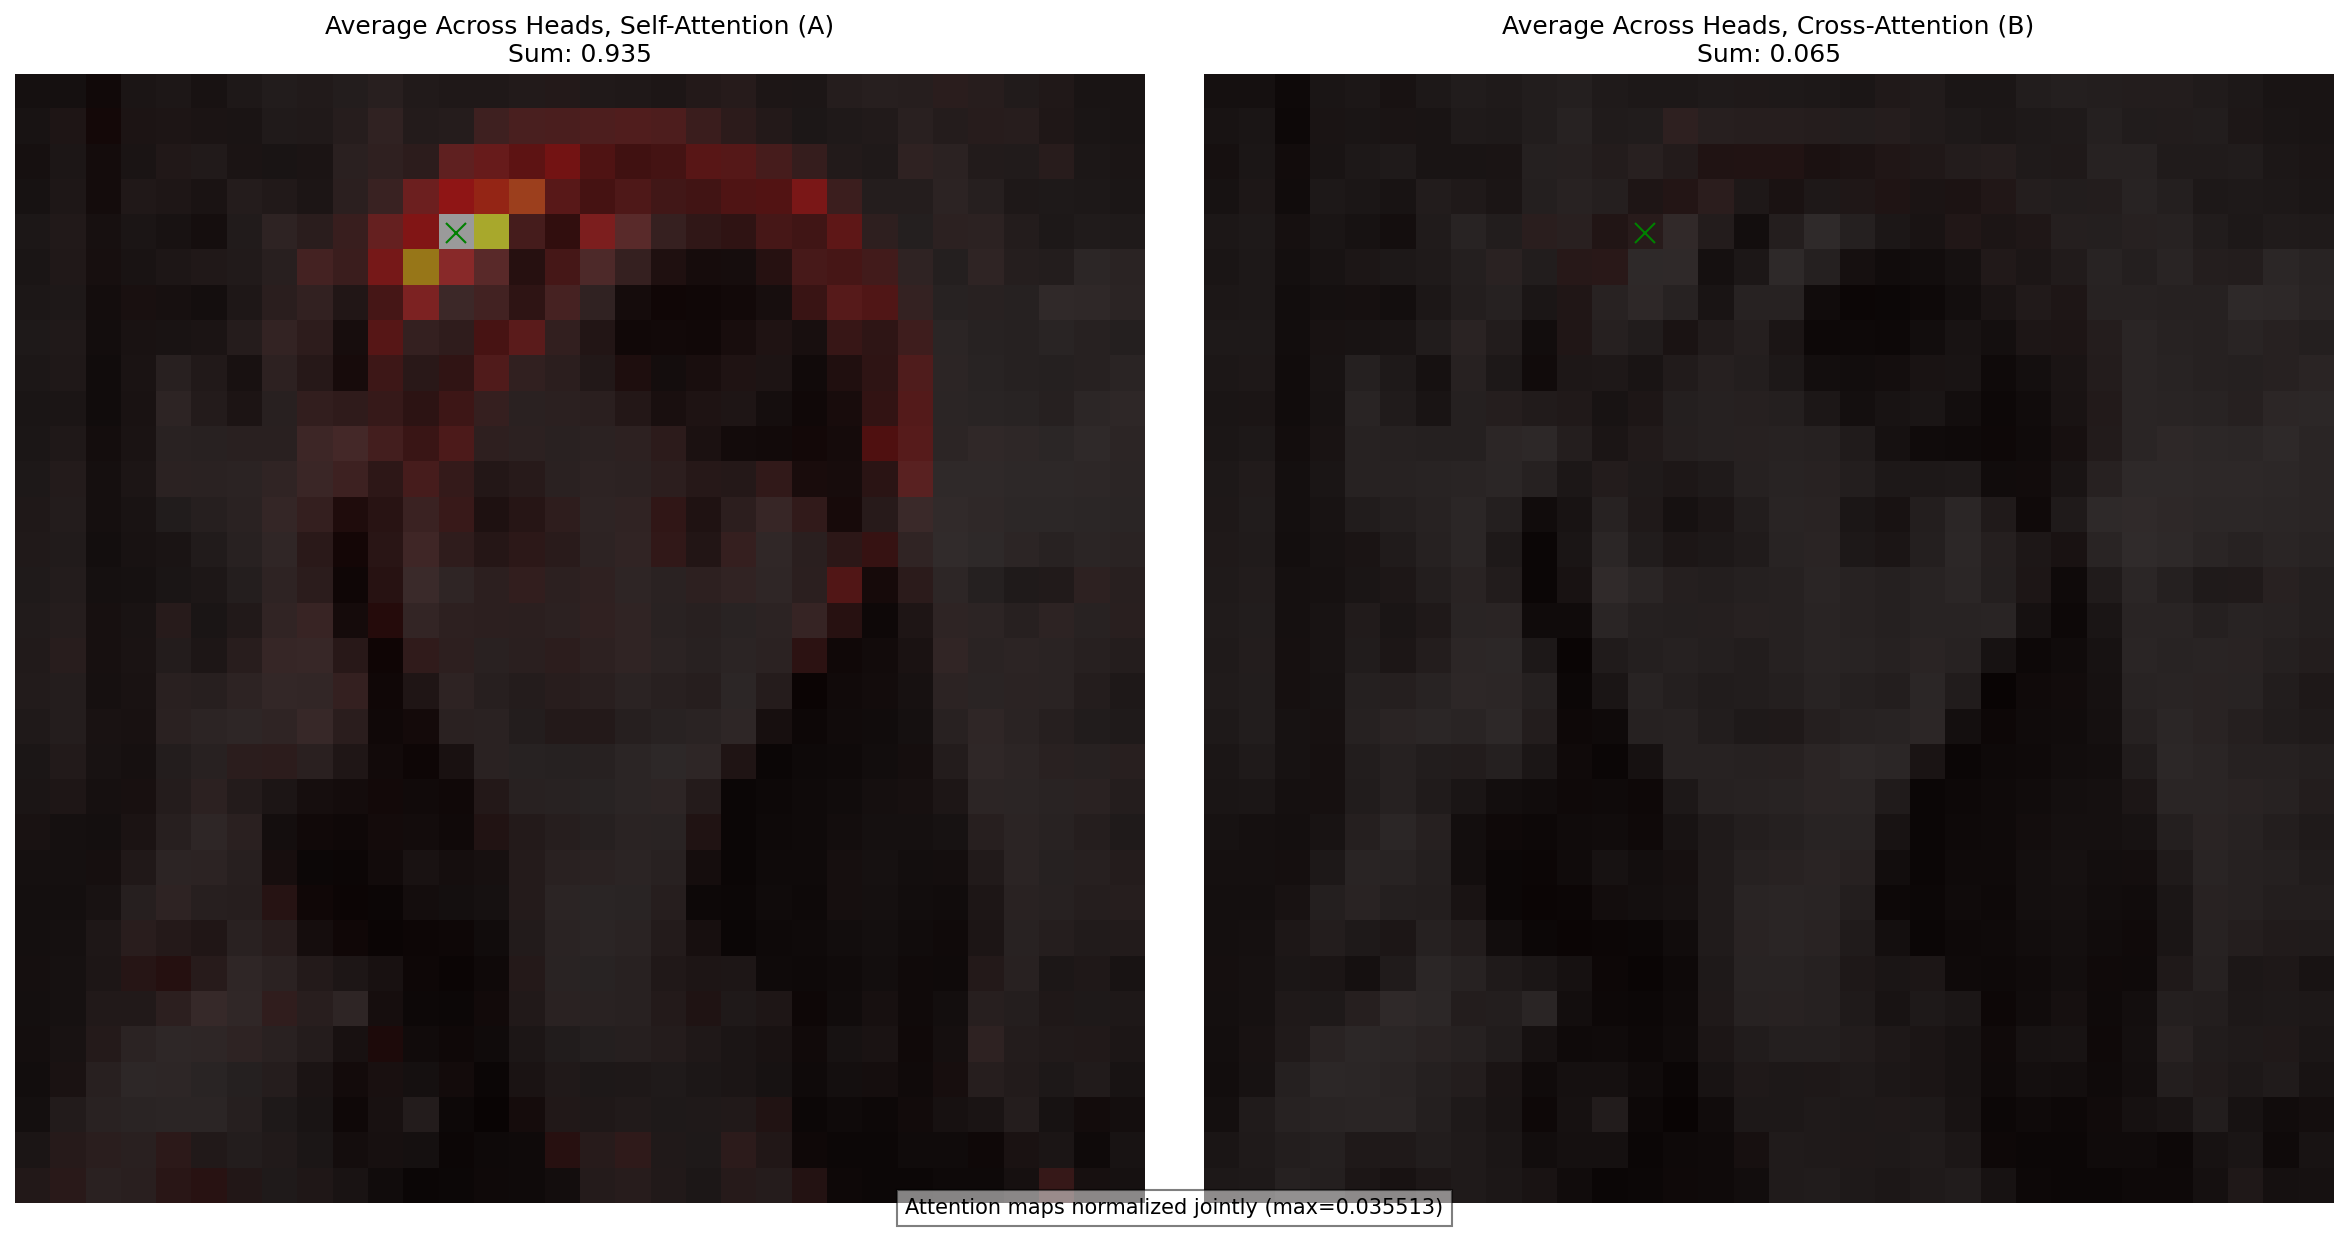 Average Across Heads, Self-Attention (A)
Sum: 0.935
Average Across Heads, Cross-Attention (B)
Sum: 0.065
Attention maps normalized jointly (max=0.035513)